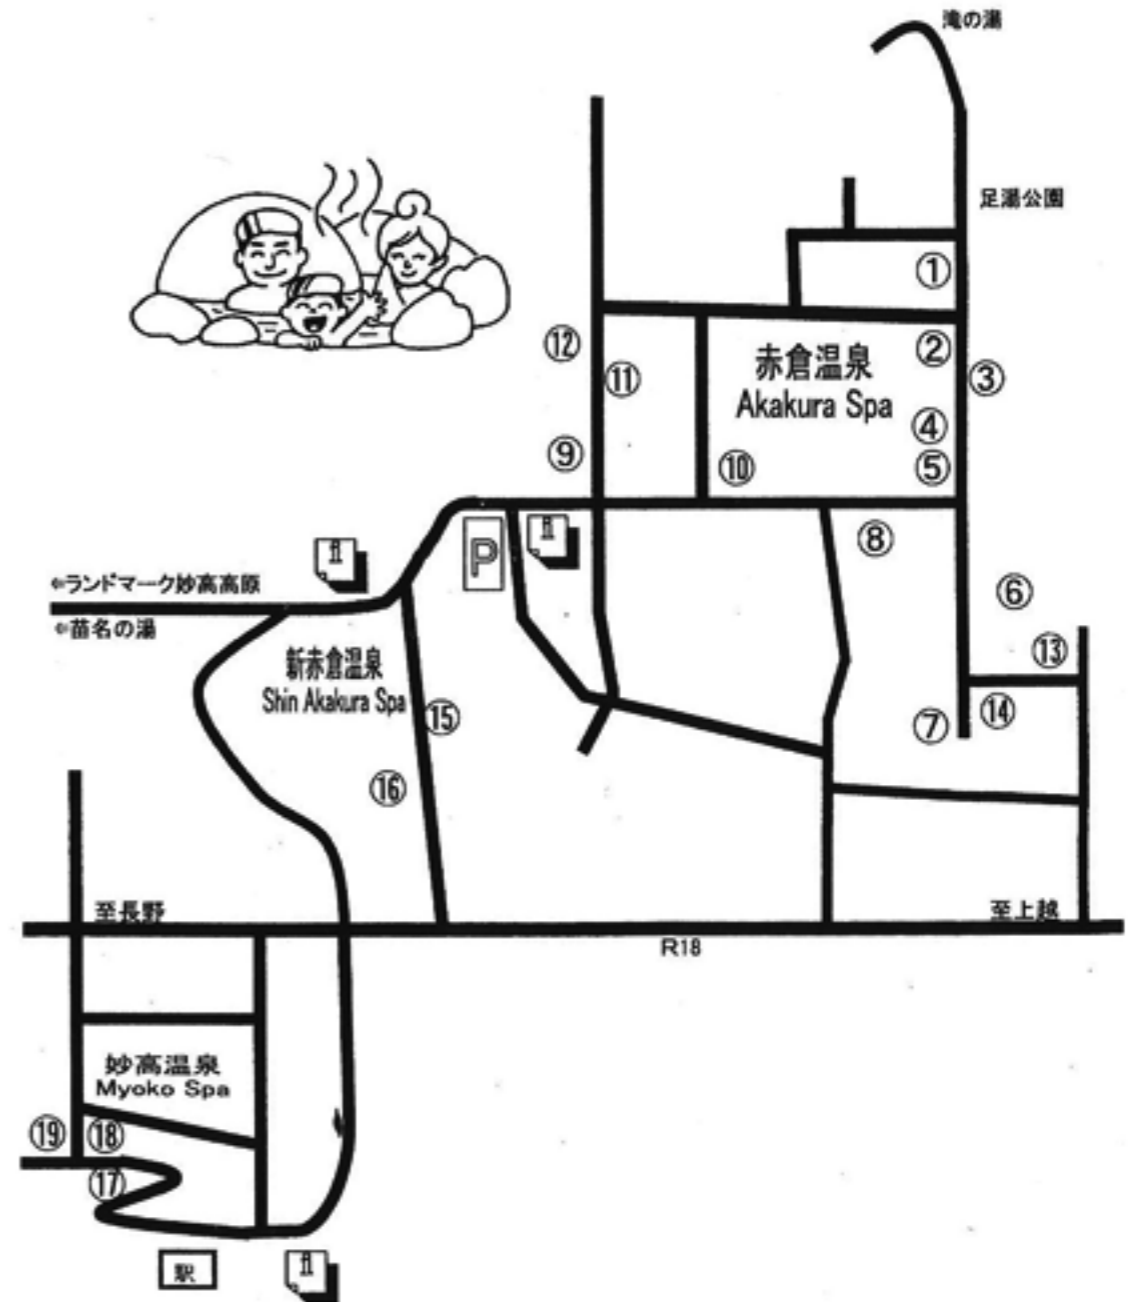 滝の湯
足湯公園
①
②
⑫
赤倉温泉
⑪
③
Akakura Spa
④
⑨
⑩
⑤
P
⑧
⇐ランドマーク妙高高原
⑥
⇐苗名の湯
新赤倉温泉
⑬
Shin Akakura Spa
⑮
⑭
⑦
⑯
至長野
至上越
R18
妙高温泉
Myoko Spa
⑲
⑱
⑰
駅